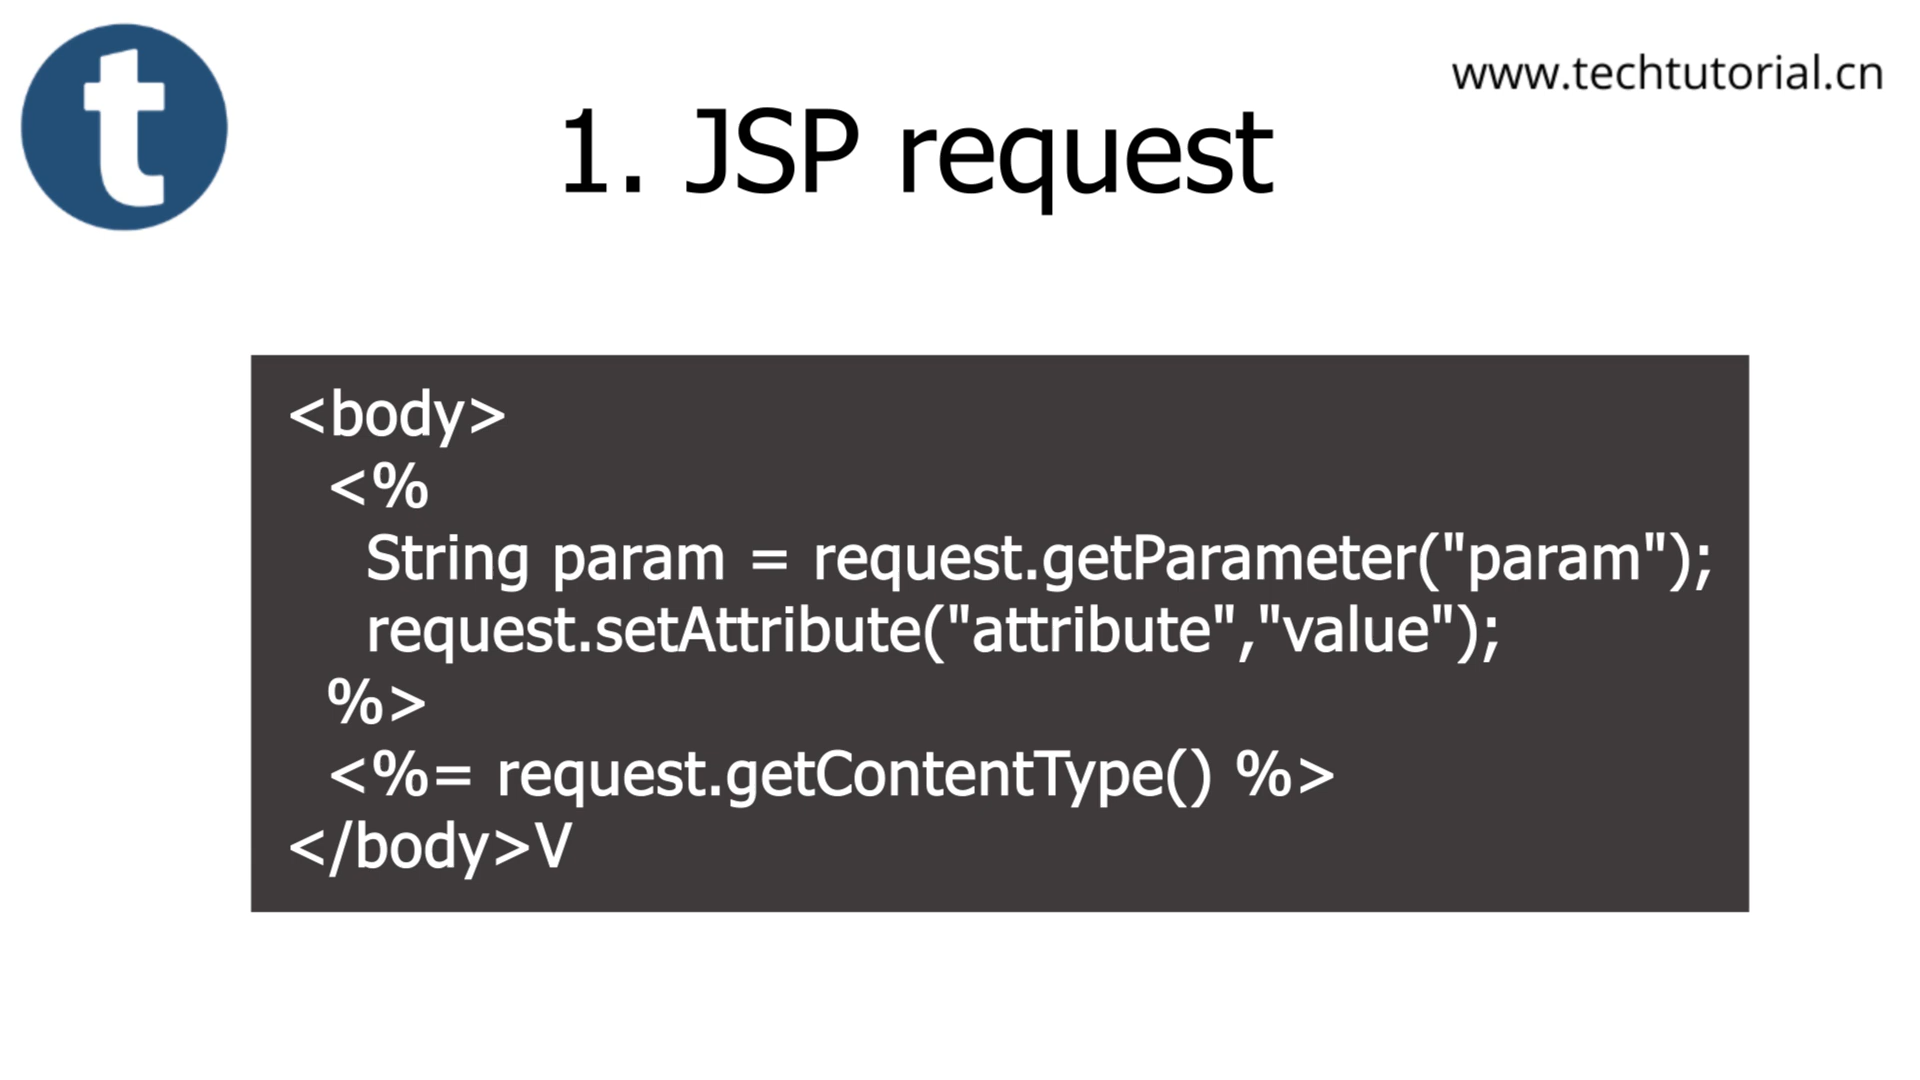 t
www.techtutorial.cn
1. JSP request
<body>
<%
String param = request.getParameter("param");
request.setAttribute("attribute","value");
%>
<%= request.getContentType() %>
</body>V